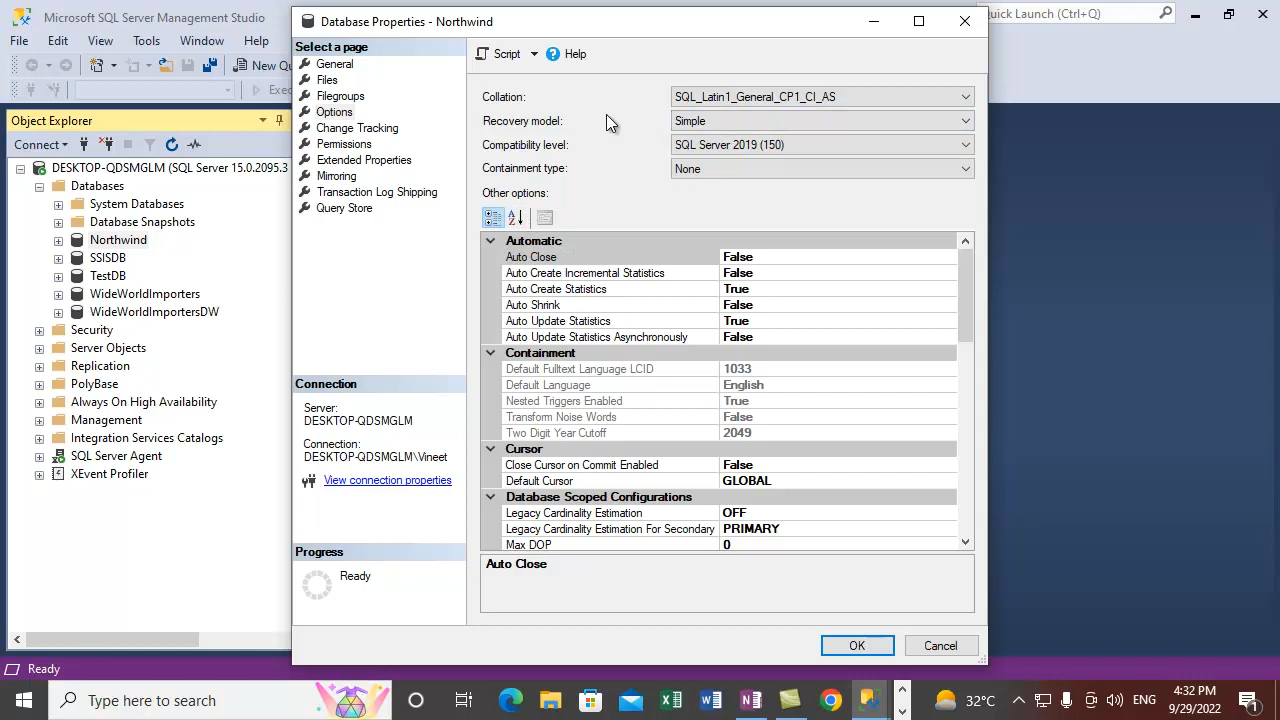 Microsoft SQL Server Management Studio
Quick Launch (Ctrl+Q)
File Edit View Tools Window Help
New Qu
Exec
Object Explorer
Connect
DESKTOP-QDSMGLM (SQL Server 15.0.2095.3
Databases
System Databases
Database Snapshots
Northwind
SSISDB
TestDB
WideWorldImporters
WideWorldImportersDW
Security
Server Objects
Replication
PolyBase
Always On High Availability
Management
Integration Services Catalogs
SQL Server Agent
XEvent Profiler
Ready
Database Properties - Northwind
Select a page
General
Files
Filegroups
Options
Change Tracking
Permissions
Extended Properties
Mirroring
Transaction Log Shipping
Query Store
Connection
Server:
DESKTOP-QDSMGLM
Connection:
DESKTOP-QDSMGLM\Vineet
View connection properties
Progress
Ready
Script Help
Collation: SQL_Latin1_General_CP1_CI_AS
Recovery model: Simple
Compatibility level: SQL Server 2019 (150)
Containment type: None
Other options:
Automatic
Auto Close False
Auto Create Incremental Statistics False
Auto Create Statistics True
Auto Shrink False
Auto Update Statistics True
Auto Update Statistics Asynchronously False
Containment
Default Fulltext Language LCID 1033
Default Language English
Nested Triggers Enabled True
Transform Noise Words False
Two Digit Year Cutoff 2049
Cursor
Close Cursor on Commit Enabled False
Default Cursor GLOBAL
Database Scoped Configurations
Legacy Cardinality Estimation OFF
Legacy Cardinality Estimation For Secondary PRIMARY
Max DOP 0
Auto Close
OK Cancel
Type here to search
32°C
ENG
4:32 PM
9/29/2022
1